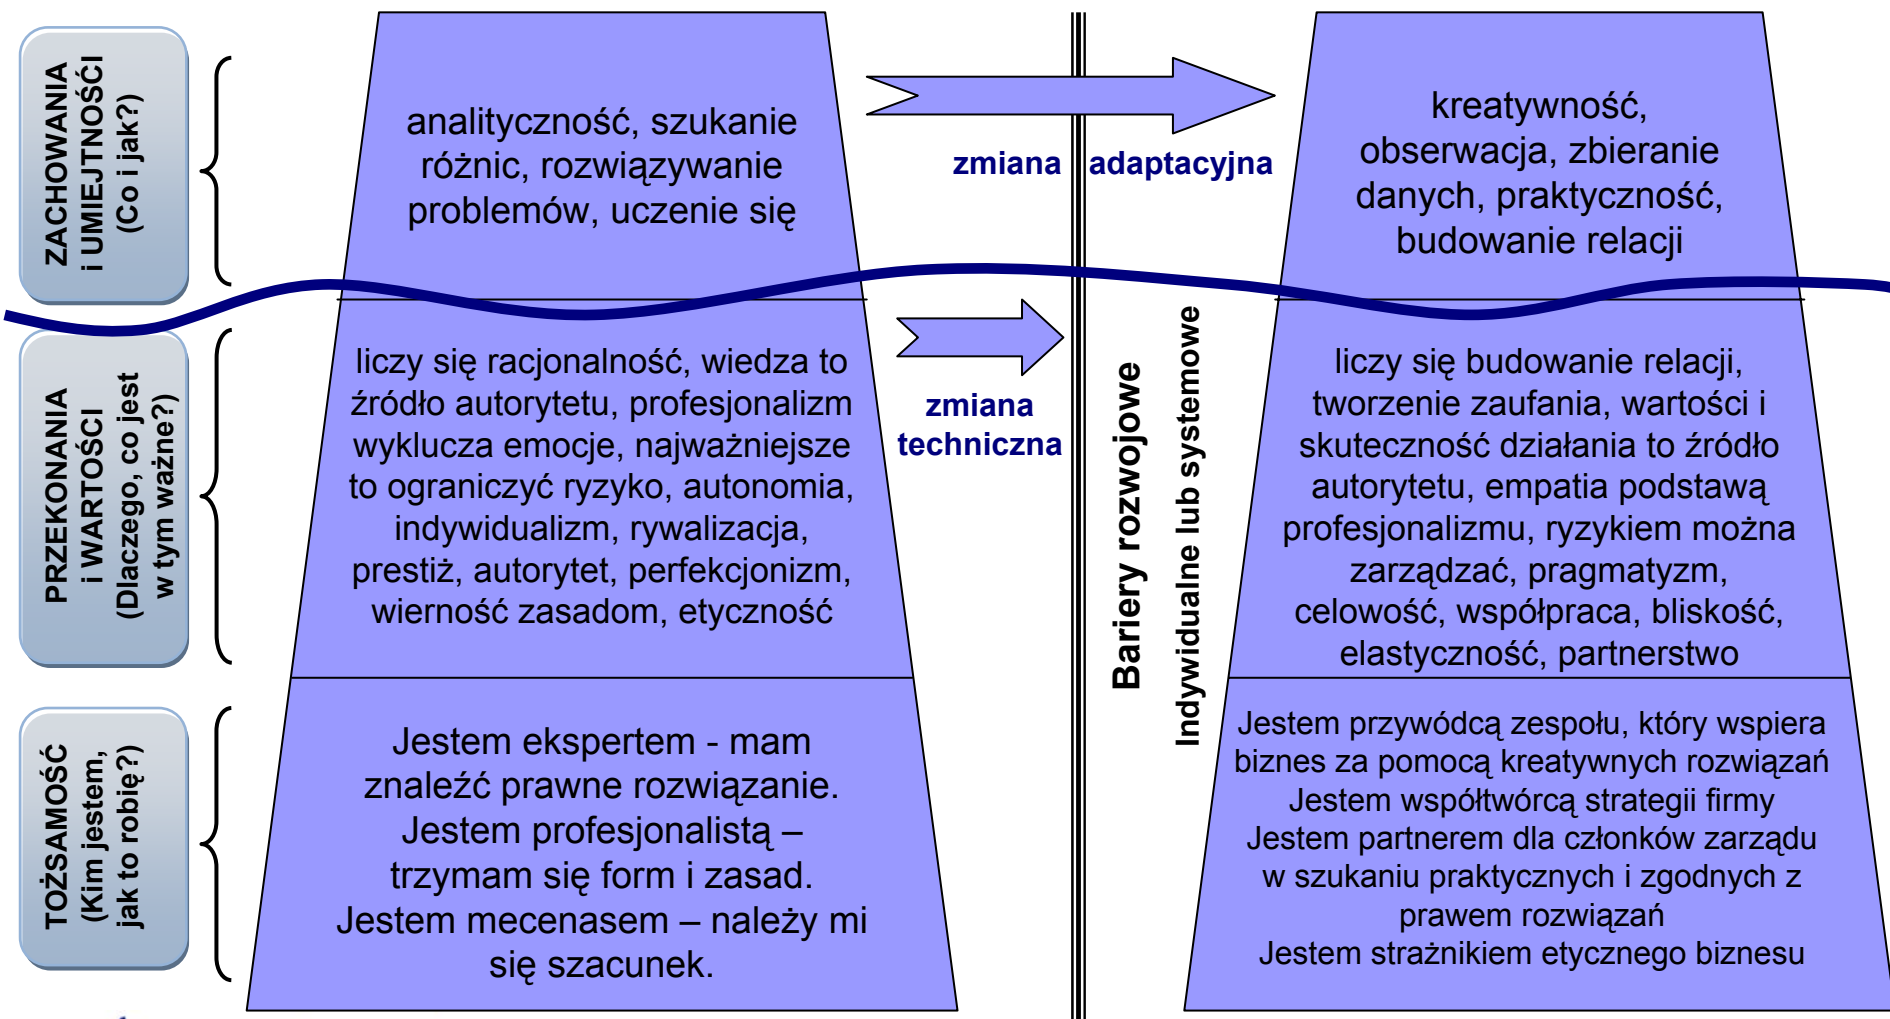 ZACHOWANIA
i UMIEJTNOŚCI
(Co i jak?)
analityczność, szukanie
różnic, rozwiązywanie
problemów, uczenie się
zmiana adaptacyjna
kreatywność,
obserwacja, zbieranie
danych, praktyczność,
budowanie relacji
PRZEKONANIA
i WARTOŚCI
(Dlaczego, co jest
w tym ważne?)
liczy się racjonalność, wiedza to
źródło autorytetu, profesjonalizm
wyklucza emocje, najważniejsze
to ograniczyć ryzyko, autonomia,
indywidualizm, rywalizacja,
prestiż, autorytet, perfekcjonizm,
wierność zasadom, etyczność
zmiana
techniczna
Bariery rozwojowe
Indywidualne lub systemowe
liczy się budowanie relacji,
tworzenie zaufania, wartości i
skuteczność działania to źródło
autorytetu, empatia podstawą
profesjonalizmu, ryzykiem można
zarządzać, pragmatyzm,
celowość, współpraca, bliskość,
elastyczność, partnerstwo
TOŻSAMOŚĆ
(Kim jestem,
jak to robię?)
Jestem ekspertem - mam
znaleźć prawne rozwiązanie.
Jestem profesjonalistą –
trzymam się form i zasad.
Jestem mecenasem – należy mi
się szacunek.
Jestem przywódcą zespołu, który wspiera
biznes za pomocą kreatywnych rozwiązań
Jestem współtwórcą strategii firmy
Jestem partnerem dla członków zarządu
w szukaniu praktycznych i zgodnych z
prawem rozwiązań
Jestem strażnikiem etycznego biznesu